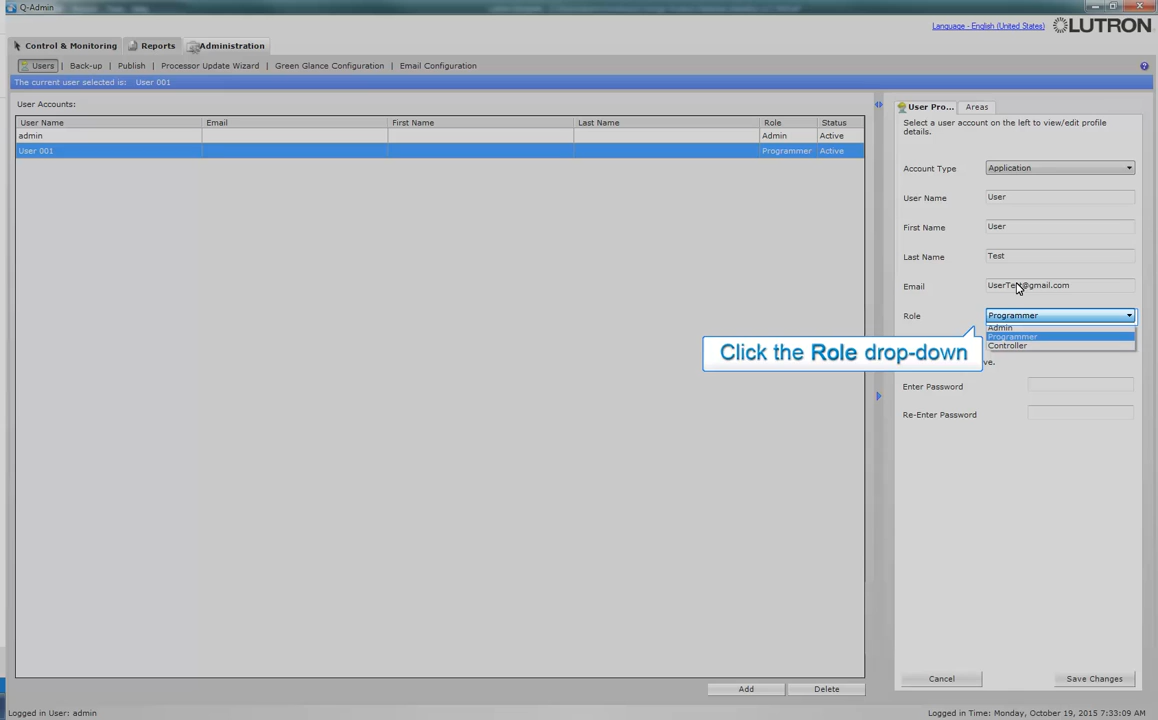 Q-Admin
Language - English (United States)
LUTRON
Control & Monitoring
Reports
Administration
Users | Back-up | Publish | Processor Update Wizard | Green Glance Configuration | Email Configuration
The current user selected is: User 001
User Accounts:
User Name Email First Name Last Name Role Status
admin Admin Active
User 001 Programmer Active
User Pro... Areas
Select a user account on the left to view/edit profile
details.
Account Type Application
User Name User
First Name User
Last Name Test
Email
Role Programmer
Admin
Programmer
Controller
Click the Role drop-down
Enter Password
Re-Enter Password
Add Delete
Cancel Save Changes
Logged in User: admin
Logged in Time: Monday, October 19, 2015 7:33:09 AM